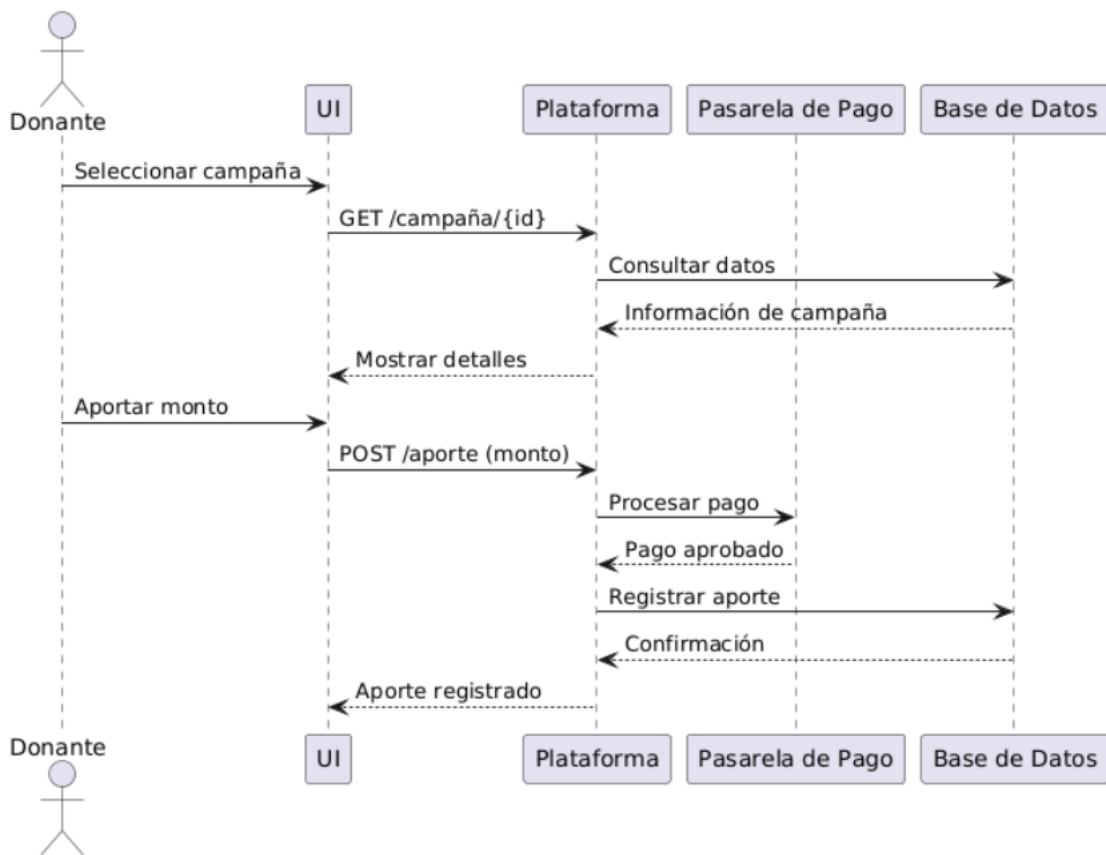 Donante
UI
Plataforma
Pasarela de Pago
Base de Datos
Seleccionar campaña
GET /campaña/{id}
Consultar datos
Información de campaña
Mostrar detalles
Aportar monto
POST /aporte (monto)
Procesar pago
Pago aprobado
Registrar aporte
Confirmación
Aporte registrado
Donante
UI
Plataforma
Pasarela de Pago
Base de Datos